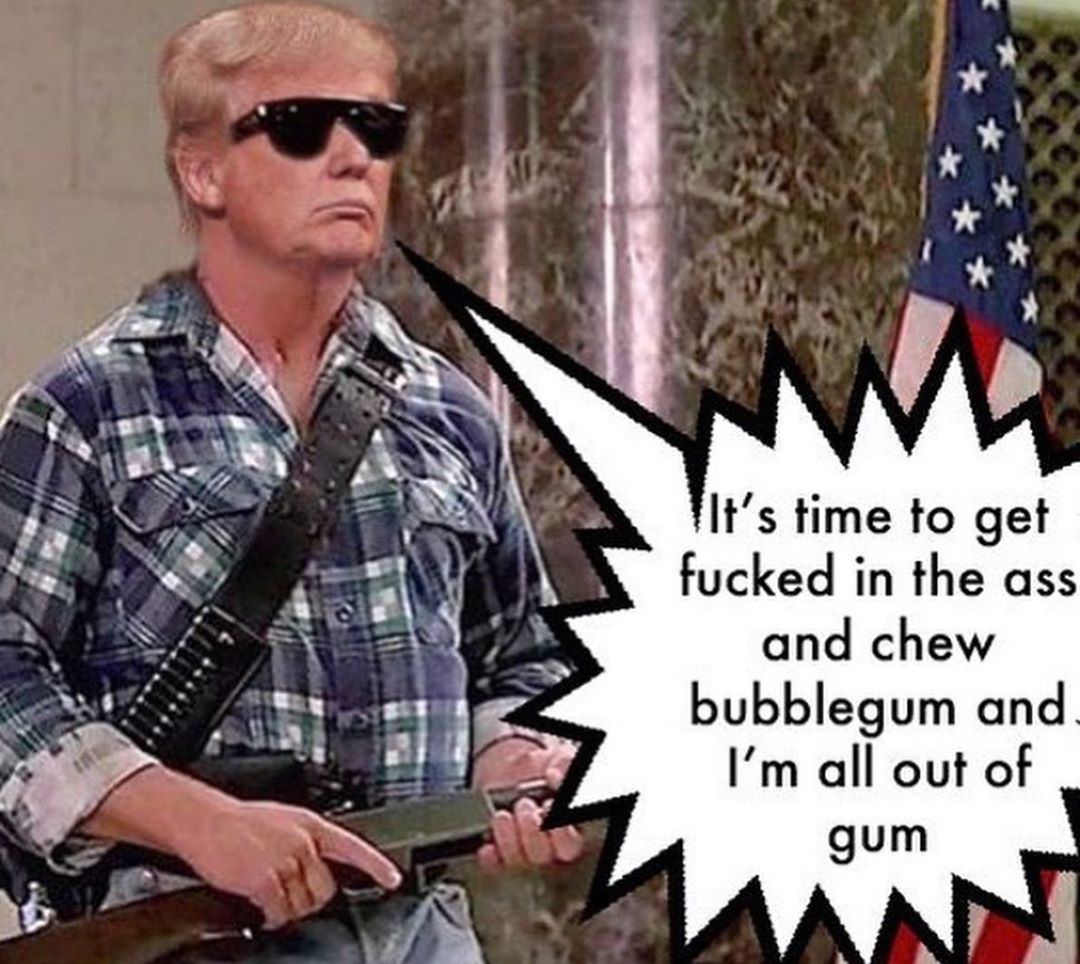 It's time to get
fucked in the ass
and chew
bubblegum and
I'm all out of
gum